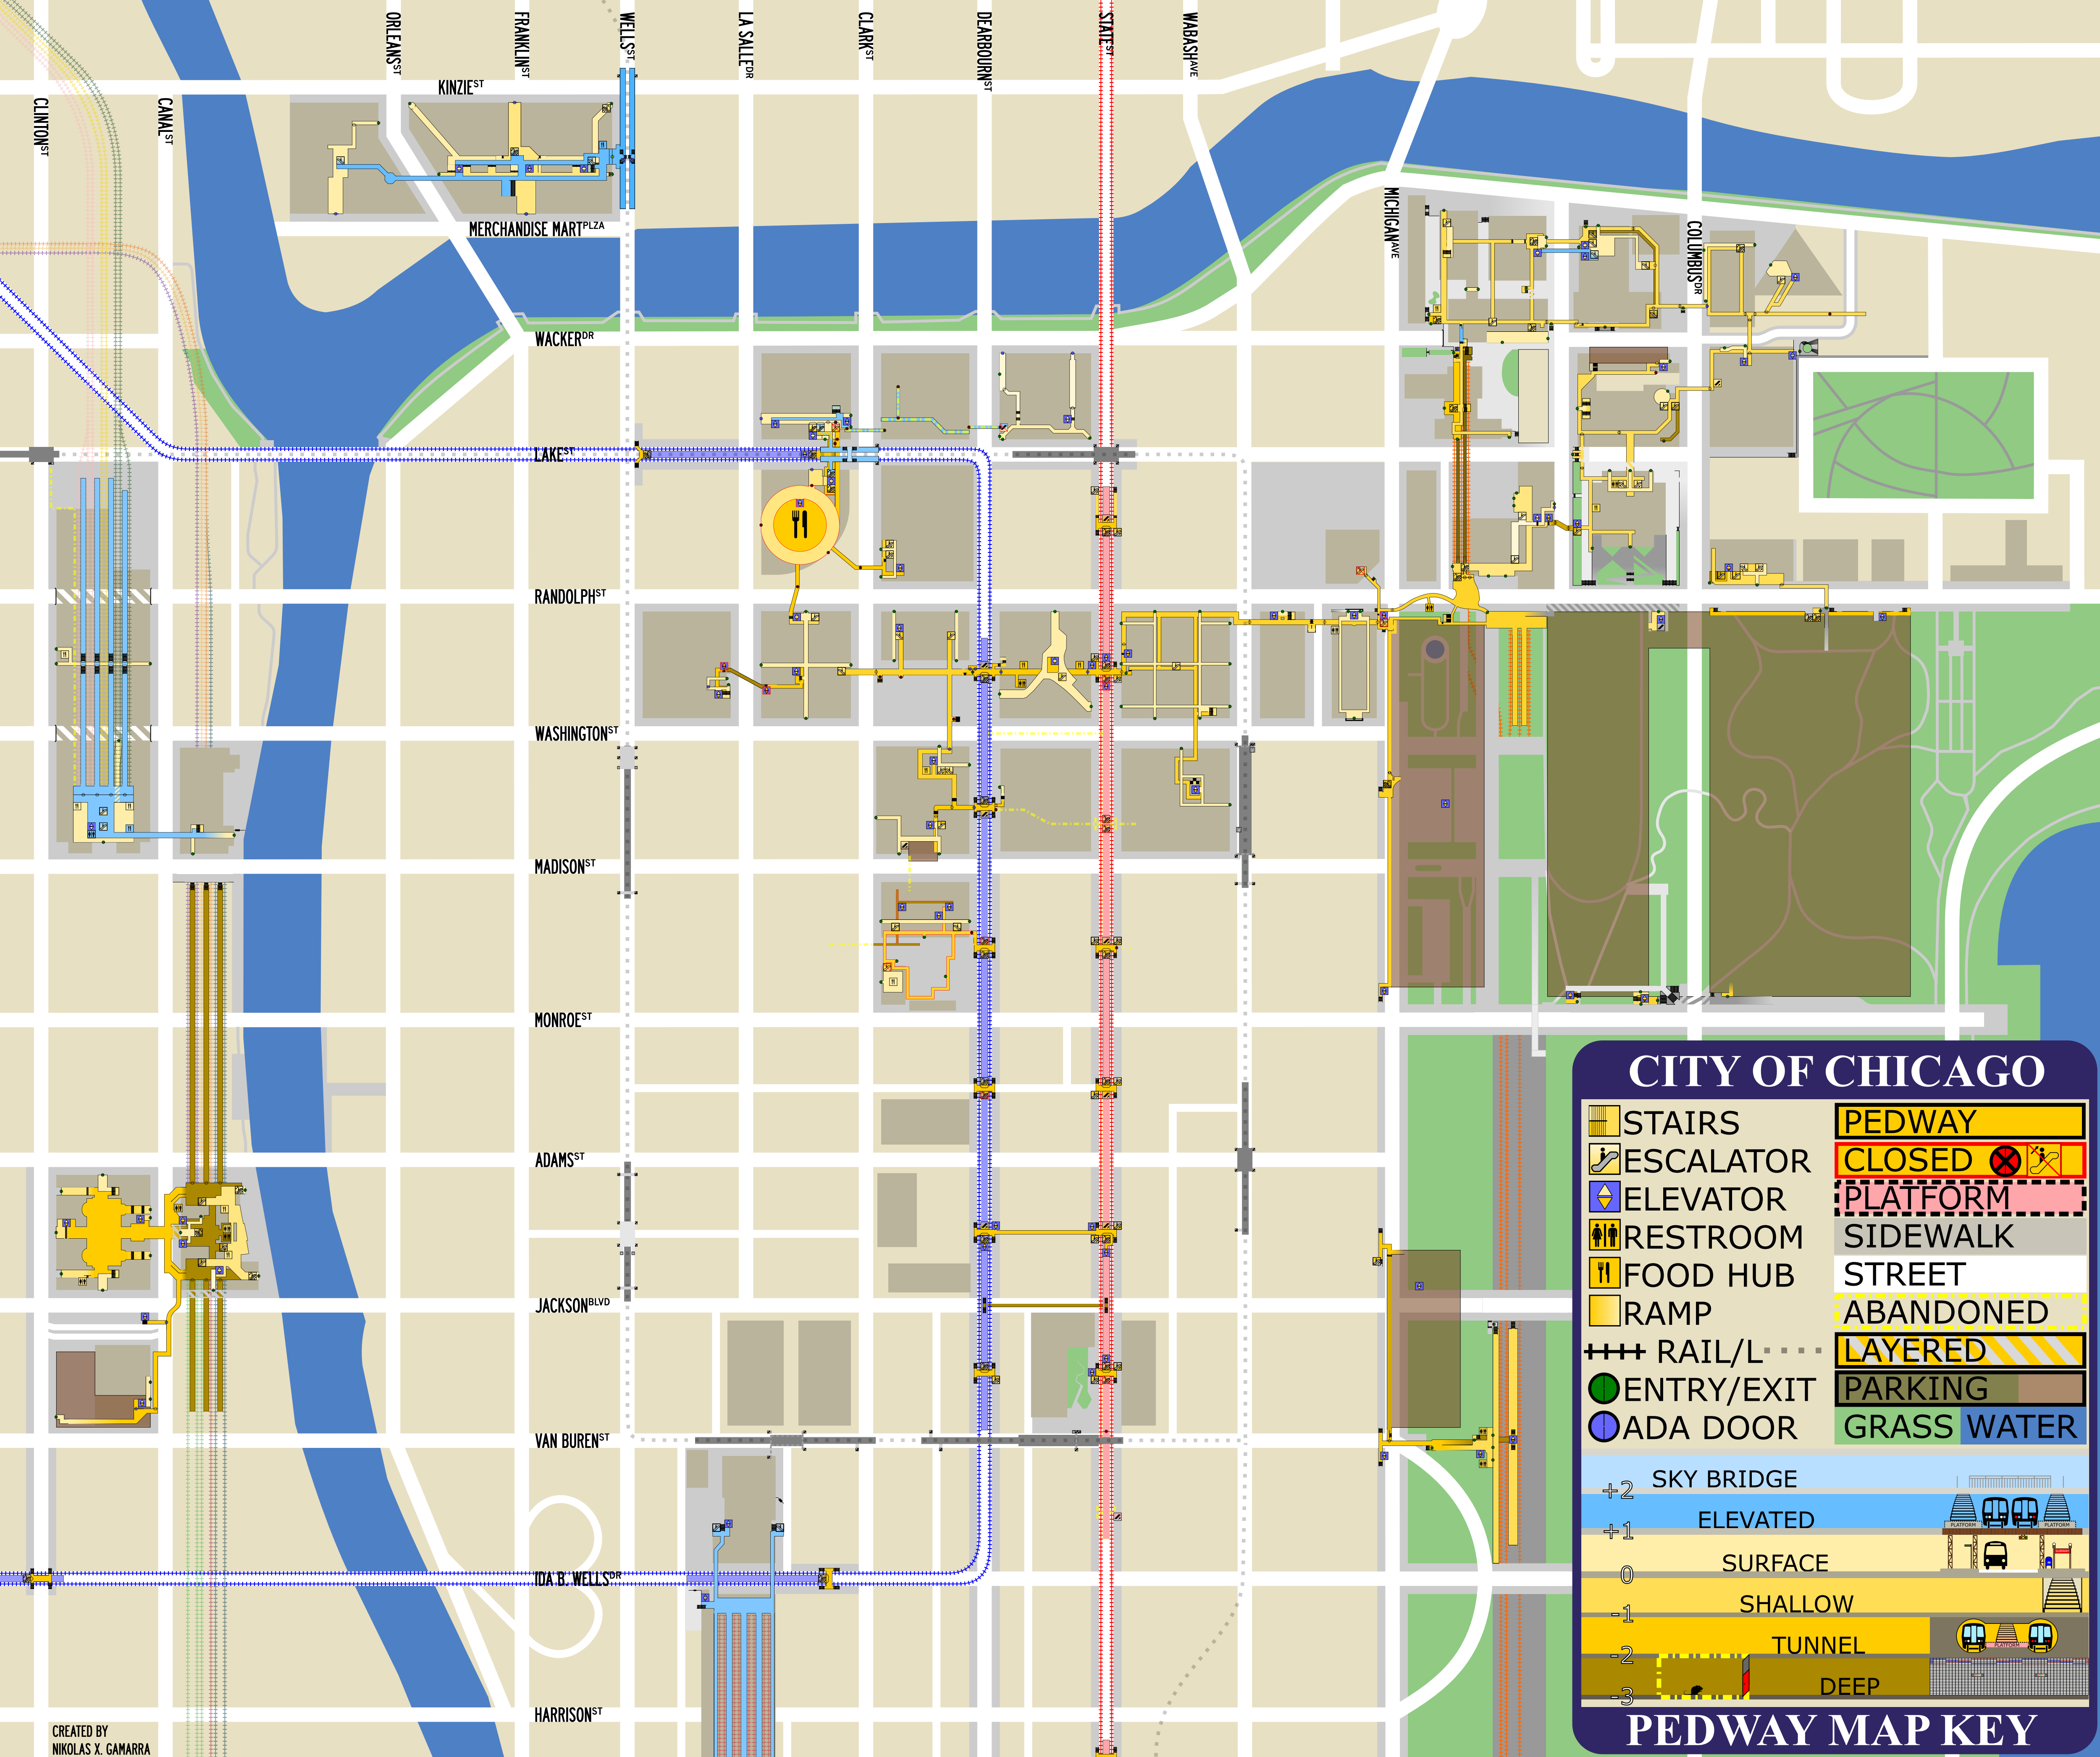 ORLEANS ST
FRANKLIN ST
WELLS ST
LA SALLE DR
CLARK ST
DEARBOURN ST
STATE ST
WABASH AVE
CLINTON ST
CANAL ST
KINZIE ST
MERCHANDISE MART PLZA
MICHIGAN AVE
COLUMBUS DR
WACKER DR
LAKE ST
RANDOLPH ST
WASHINGTON ST
MADISON ST
MONROE ST
ADAMS ST
JACKSON BLVD
VAN BUREN ST
IDA B. WELLS DR
HARRISON ST
CREATED BY
NIKOLAS X. GAMARRA
CITY OF CHICAGO
STAIRS
ESCALATOR
ELEVATOR
RESTROOM
FOOD HUB
RAMP
RAIL/L
ENTRY/EXIT
ADA DOOR
PEDWAY
CLOSED
PLATFORM
SIDEWALK
STREET
ABANDONED
LAYERED
PARKING
GRASS WATER
SKY BRIDGE
+2
ELEVATED
PLATFORM PLATFORM
+1
SURFACE
0
SHALLOW
-1
TUNNEL
PLATFORM
-2
DEEP
-3
PEDWAY MAP KEY